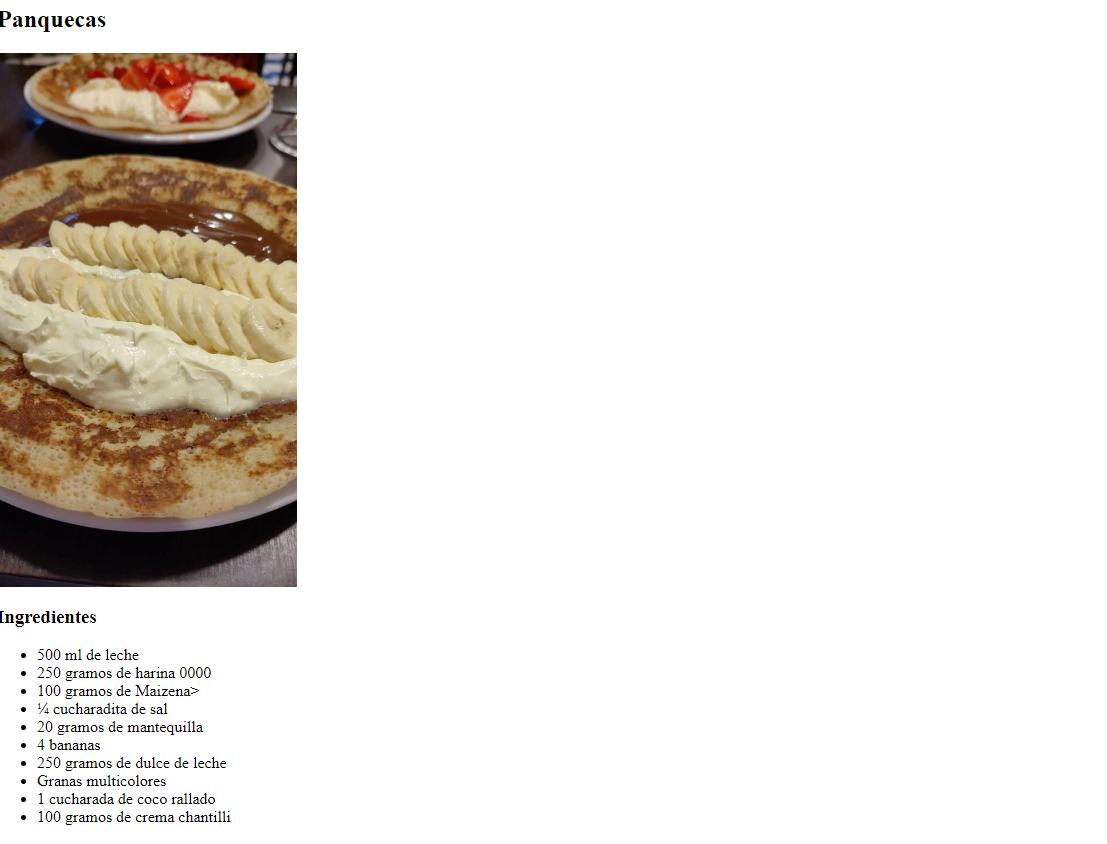 Panquecas
Ingredientes
500 ml de leche
250 gramos de harina 0000
100 gramos de Maizena>
¼ cucharadita de sal
20 gramos de mantequilla
4 bananas
250 gramos de dulce de leche
Granas multicolores
1 cucharada de coco rallado
100 gramos de crema chantilli